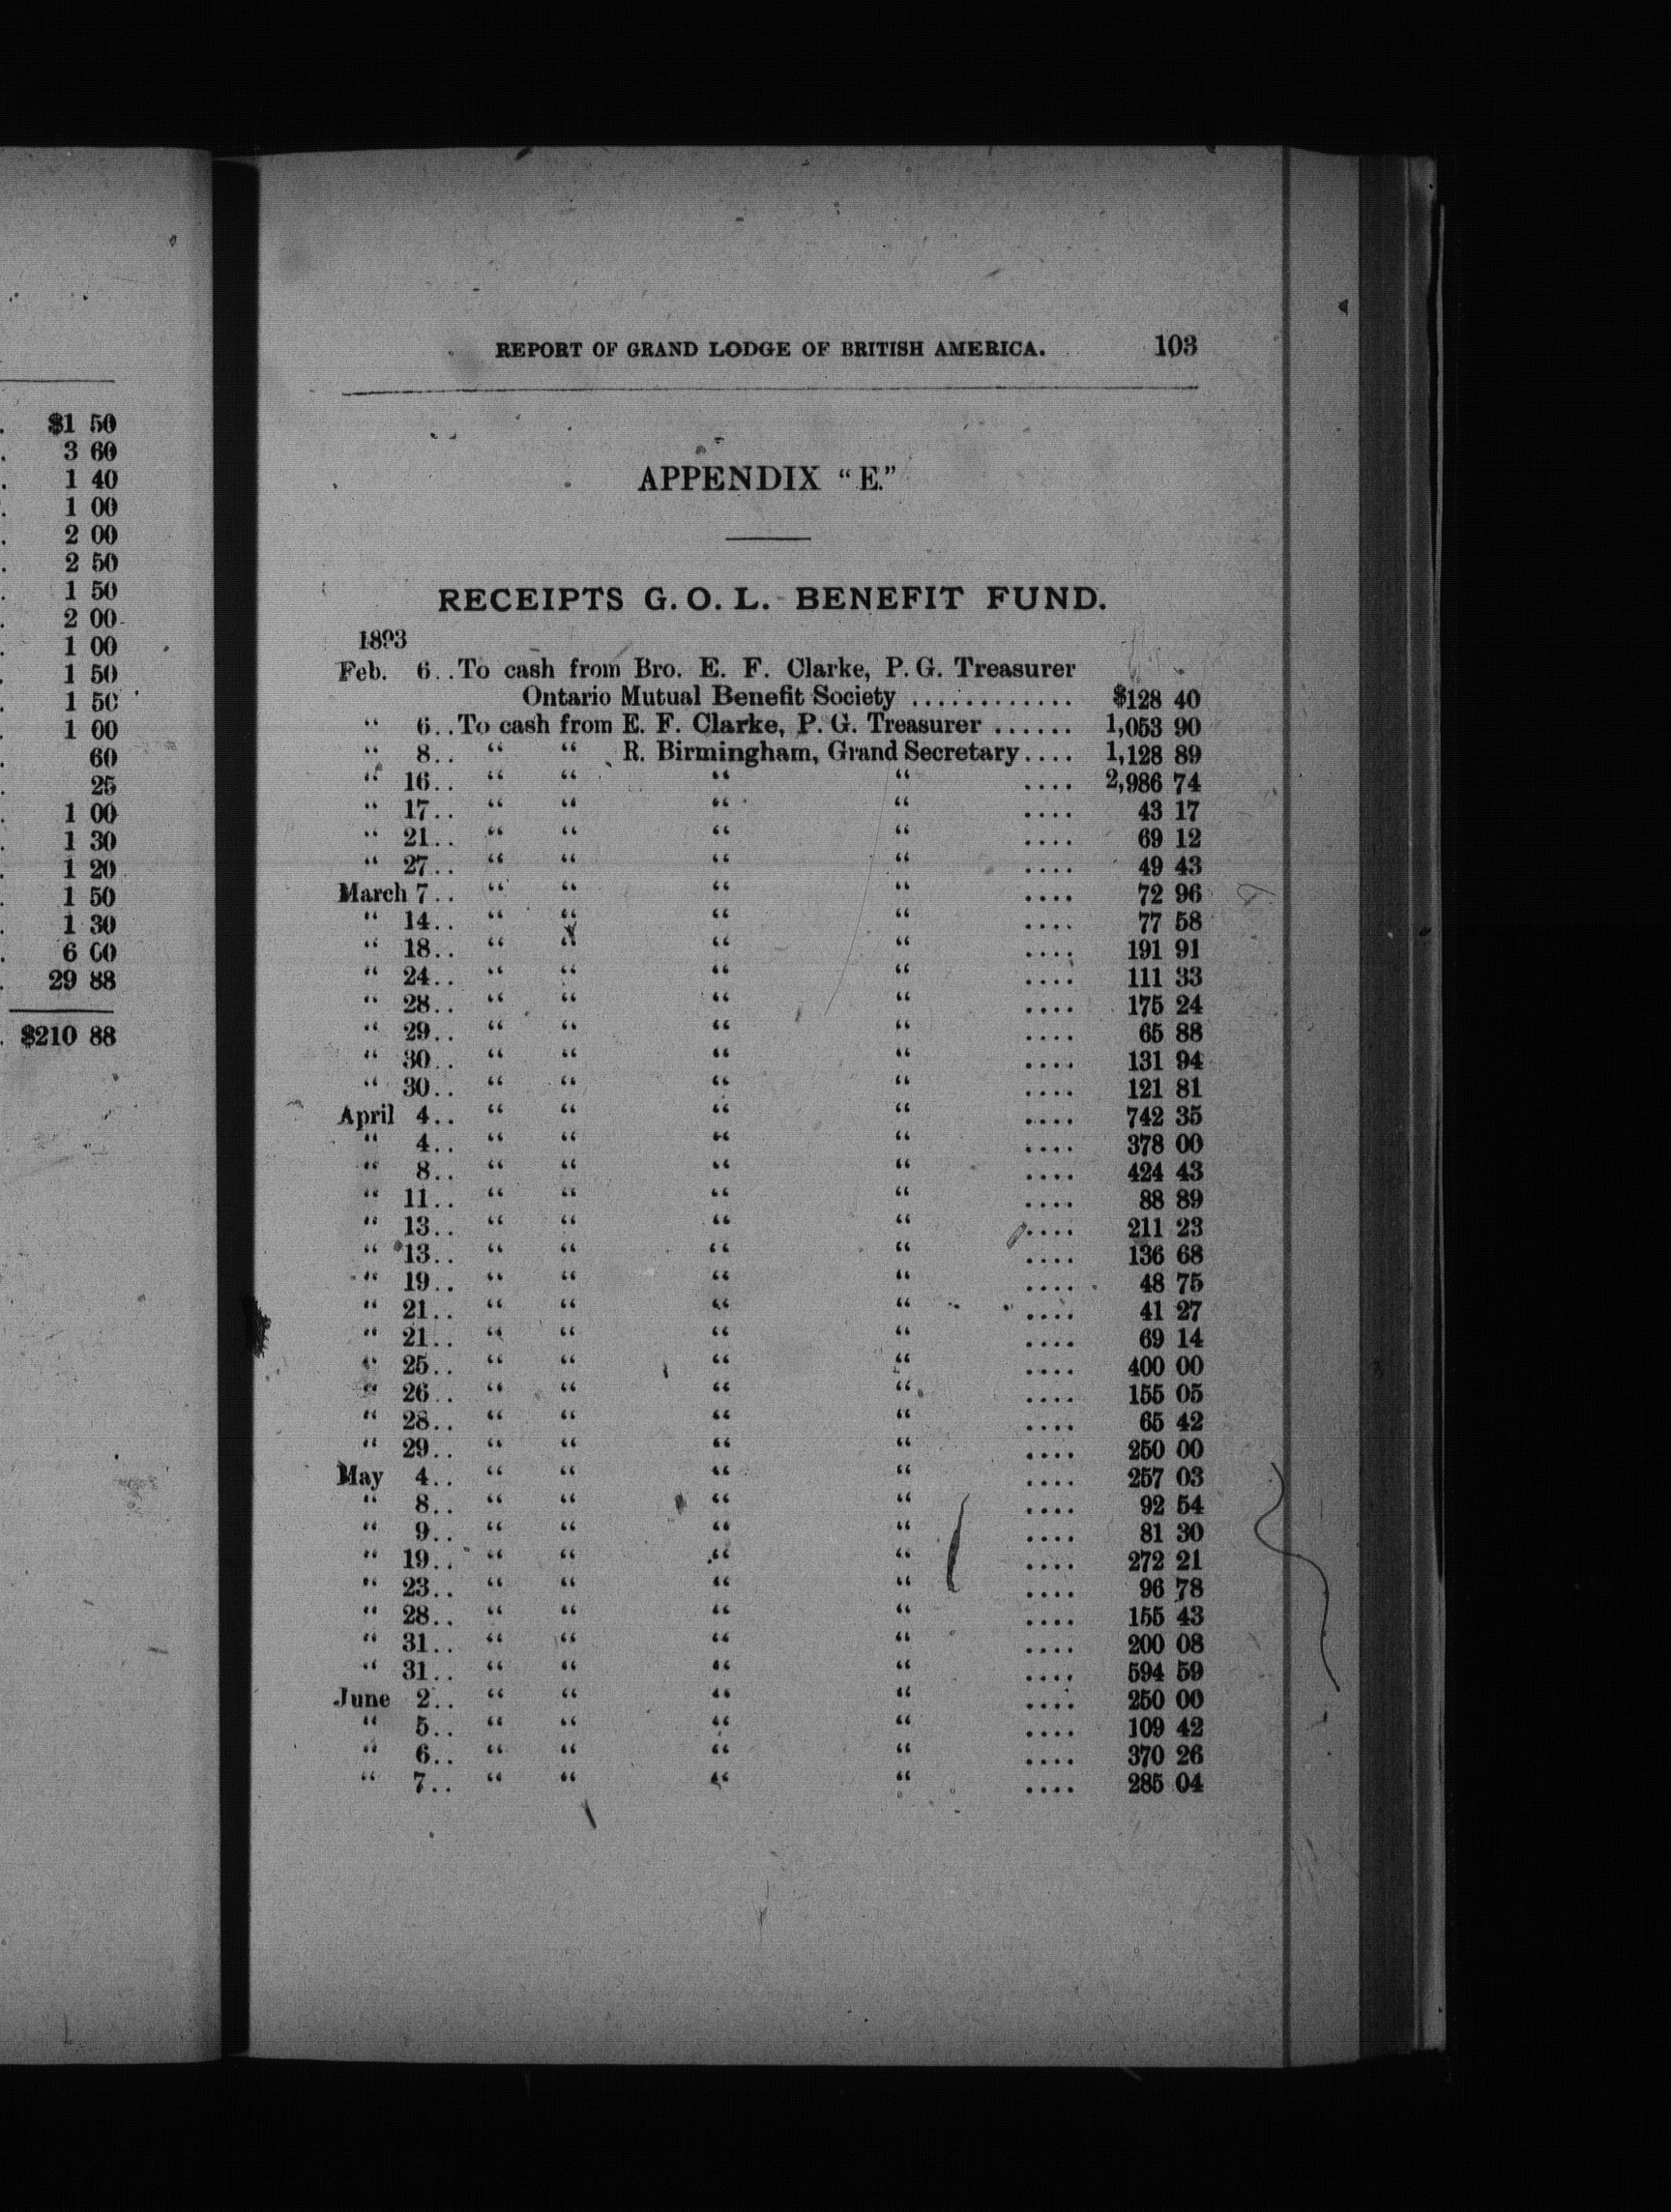 $1 50
3 60
1 40
1 00
2 00
2 50
1 50
2 00
1 00
1 50
1 50
1 00
60
25
1 00
1 30
1 20
1 50
1 30
6 00
29 88
$210 88
REPORT OF GRAND LODGE OF BRITISH AMERICA. 103
APPENDIX "E."
RECEIPTS G. O. L. BENEFIT FUND.
1893
Feb. 6..To cash from Bro. E. F. Clarke, P. G. Treasurer
Ontario Mutual Benefit Society ............ $128 40
" 6..To cash from E. F. Clarke, P. G. Treasurer ...... 1,053 90
" 8.. " " R. Birmingham, Grand Secretary.... 1,128 89
" 16.. " " " " .... 2,986 74
" 17.. " " " " .... 43 17
" 21.. " " " " .... 69 12
" 27.. " " " " .... 49 43
March 7.. " " " " .... 72 96
" 14.. " " " " .... 77 58
" 18.. " " " " .... 191 91
" 24.. " " " " .... 111 33
" 28.. " " " " .... 175 24
" 29.. " " " " .... 65 88
" 30.. " " " " .... 131 94
" 30.. " " " " .... 121 81
April 4.. " " " " .... 742 35
" 4.. " " " " .... 378 00
" 8.. " " " " .... 424 43
" 11.. " " " " .... 88 89
" 13.. " " " " .... 211 23
" 13.. " " " " .... 136 68
" 19.. " " " " .... 48 75
" 21.. " " " " .... 41 27
" 21.. " " " " .... 69 14
" 25.. " " " " .... 400 00
" 26.. " " " " .... 155 05
" 28.. " " " " .... 65 42
" 29.. " " " " .... 250 00
May 4.. " " " " .... 257 03
" 8.. " " " " .... 92 54
" 9.. " " " " .... 81 30
" 19.. " " " " .... 272 21
" 23.. " " " " .... 96 78
" 28.. " " " " .... 155 43
" 31.. " " " " .... 200 08
" 31.. " " " " .... 594 59
June 2.. " " " " .... 250 00
" 5.. " " " " .... 109 42
" 6.. " " " " .... 370 26
" 7.. " " " " .... 285 04